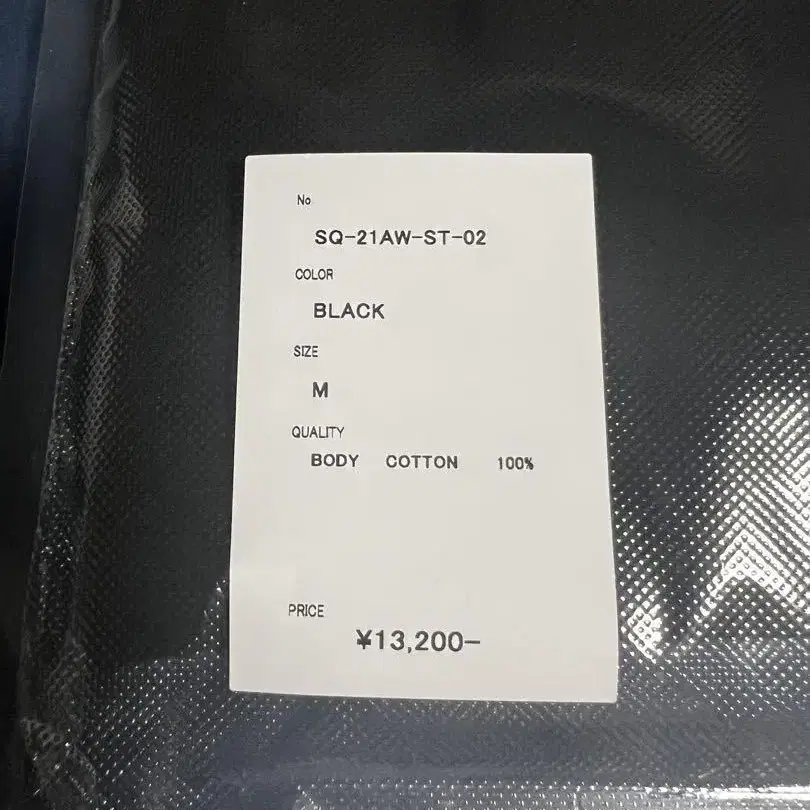 No
SQ-21AW-ST-02
COLOR
BLACK
SIZE
M
QUALITY
BODY COTTON 100%
PRICE
¥13,200−